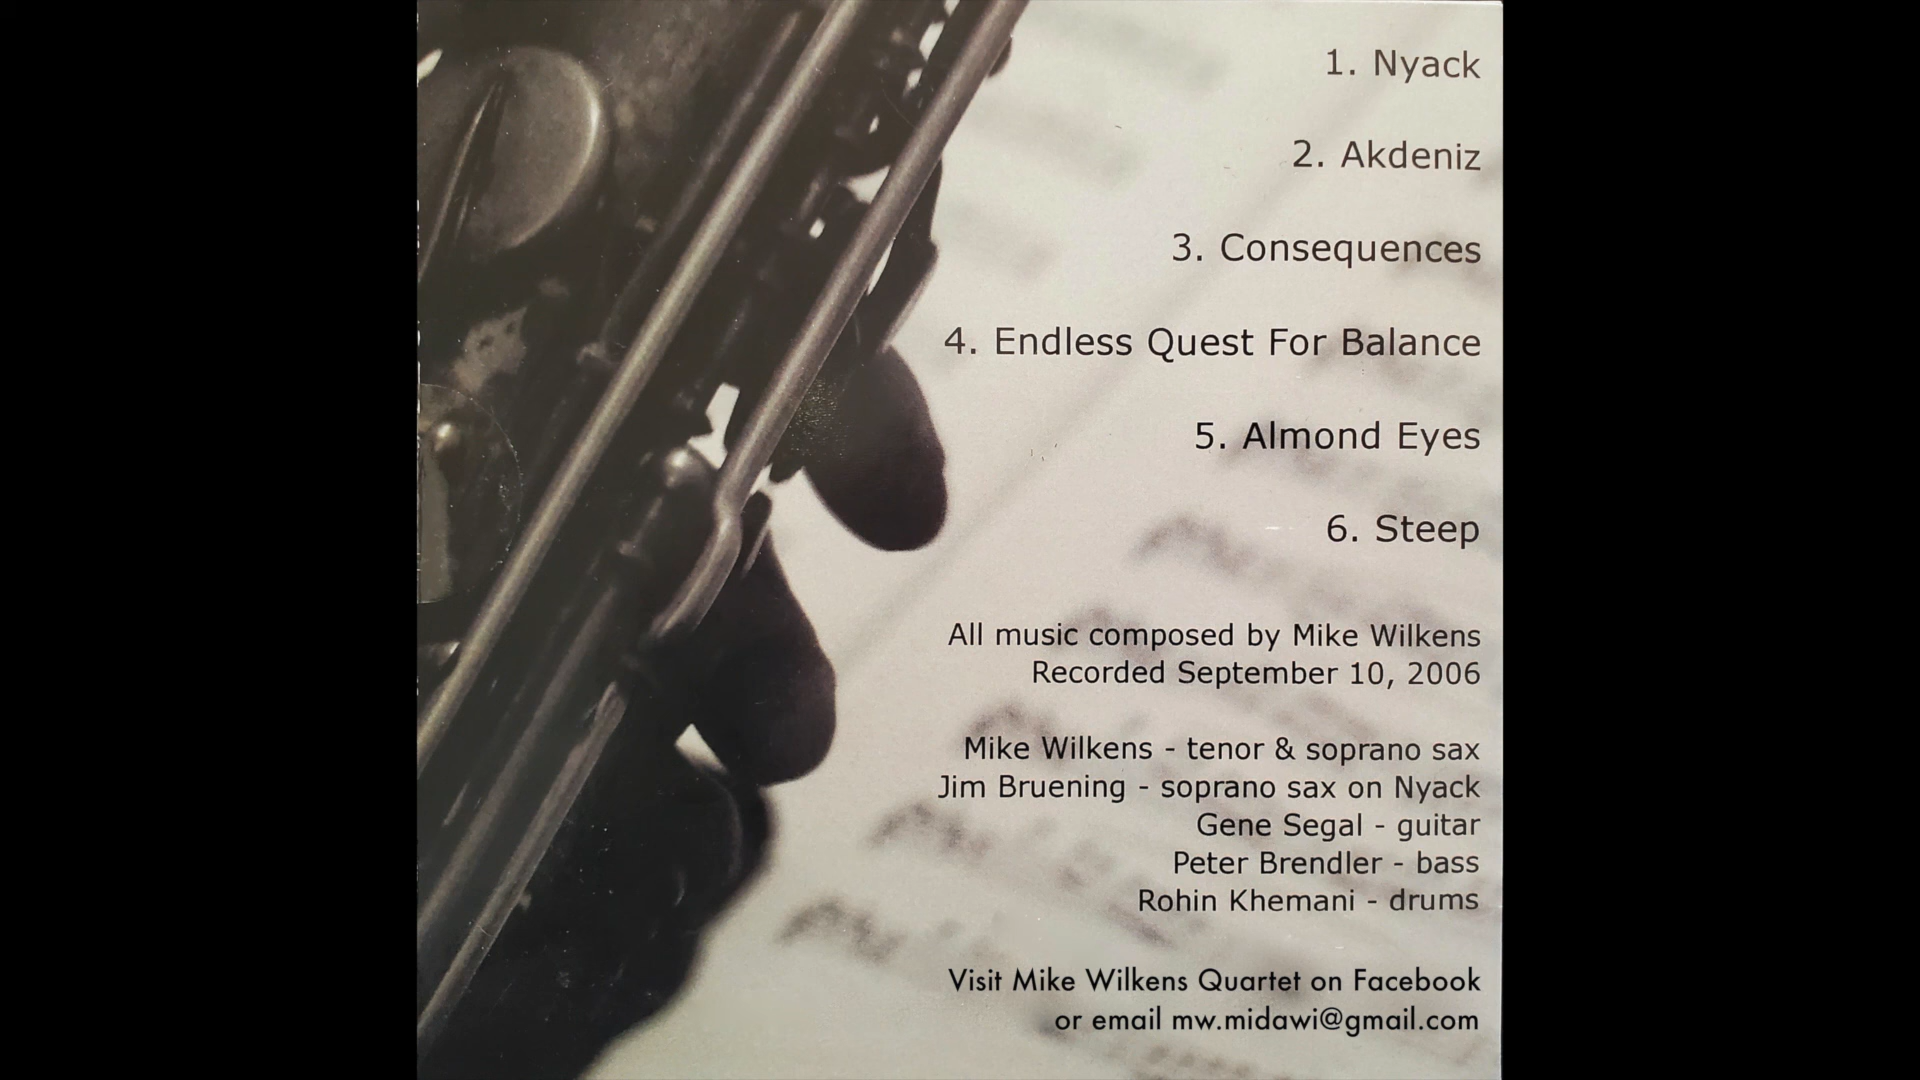 1. Nyack
2. Akdeniz
3. Consequences
4. Endless Quest For Balance
5. Almond Eyes
6. Steep
All music composed by Mike Wilkens
Recorded September 10, 2006
Mike Wilkens - tenor & soprano sax
Jim Bruening - soprano sax on Nyack
Gene Segal - guitar
Peter Brendler - bass
Rohin Khemani - drums
Visit Mike Wilkens Quartet on Facebook
or email mw.midawi@gmail.com